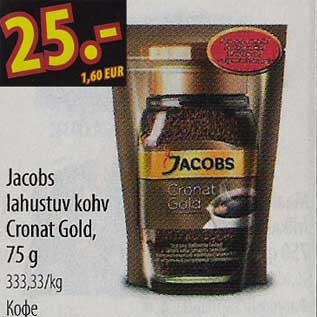 25.-
1,60 EUR
JACOBS
Cronat
Gold
Jacobs
lahustuv kohv
Cronat Gold,
75 g
333,33/kg
Кофе